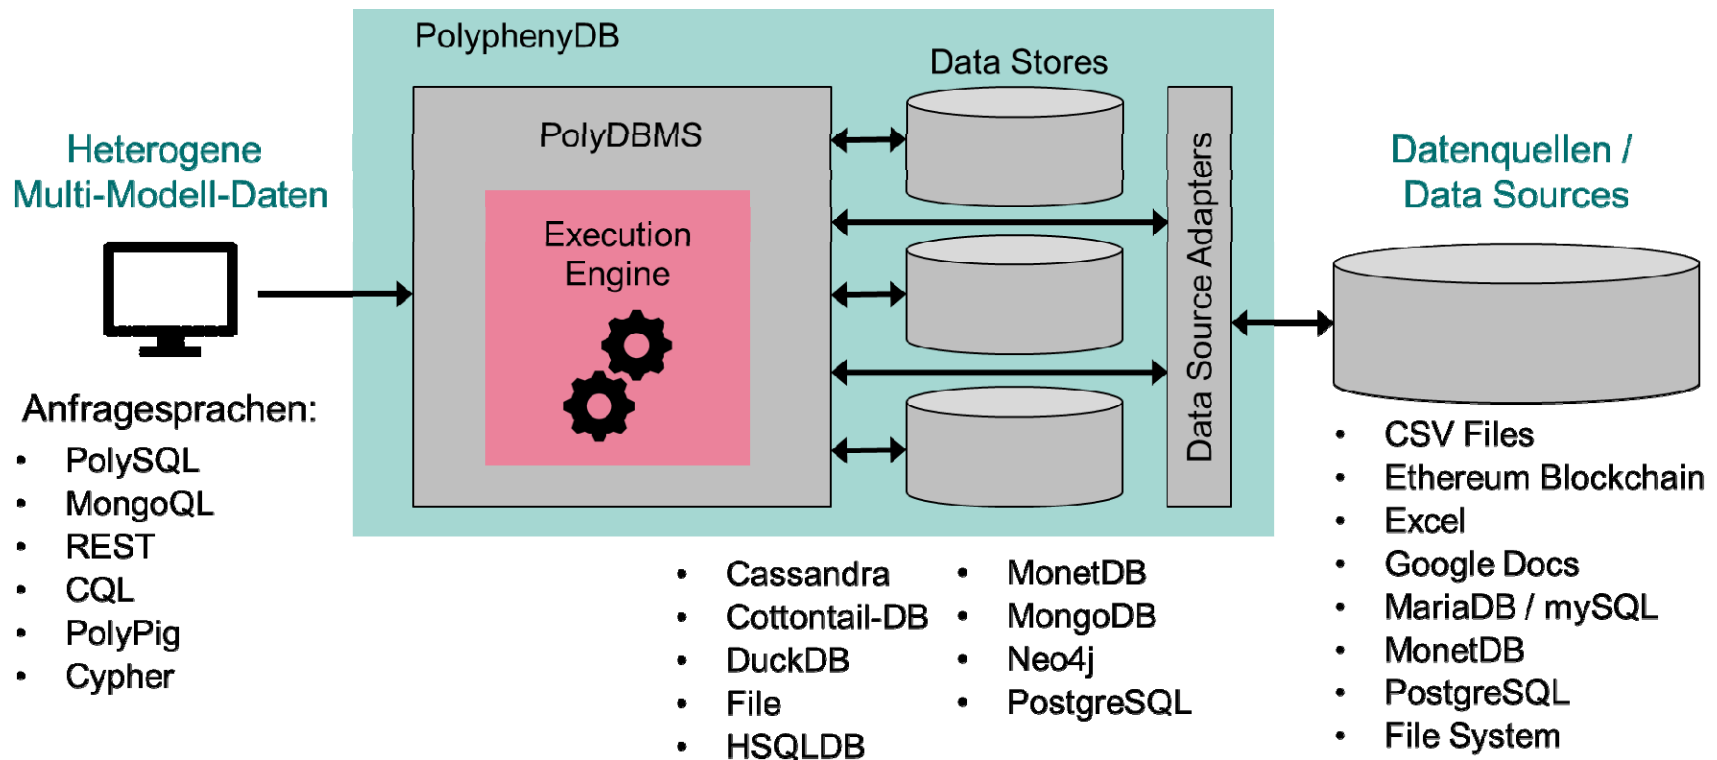 PolyphenyDB
Data Stores
PolyDBMS
Heterogene
Multi-Modell-Daten
Execution
Engine
Data Source Adapters
Datenquellen /
Data Sources
Anfragesprachen:
• PolySQL
• MongoQL
• REST
• CQL
• PolyPig
• Cypher
• Cassandra
• Cottontail-DB
• DuckDB
• File
• HSQLDB
• MonetDB
• MongoDB
• Neo4j
• PostgreSQL
• CSV Files
• Ethereum Blockchain
• Excel
• Google Docs
• MariaDB / mySQL
• MonetDB
• PostgreSQL
• File System